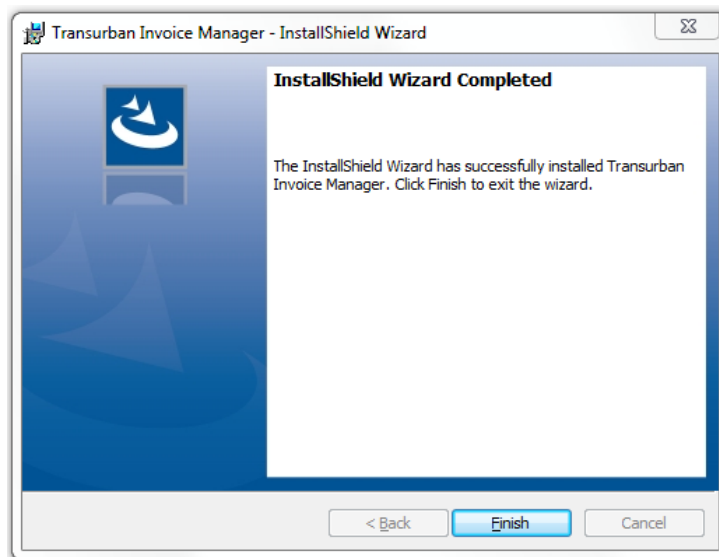 Transurban Invoice Manager - InstallShield Wizard
InstallShield Wizard Completed
The InstallShield Wizard has successfully installed Transurban
Invoice Manager. Click Finish to exit the wizard.
< Back
Finish
Cancel